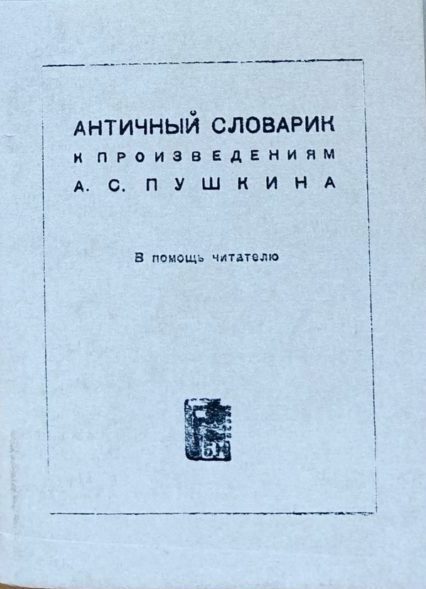 АНТИЧНЫЙ СЛОВАРИК
К ПРОИЗВЕДЕНИЯМ
А. С. ПУШКИНА
В помощь читателю